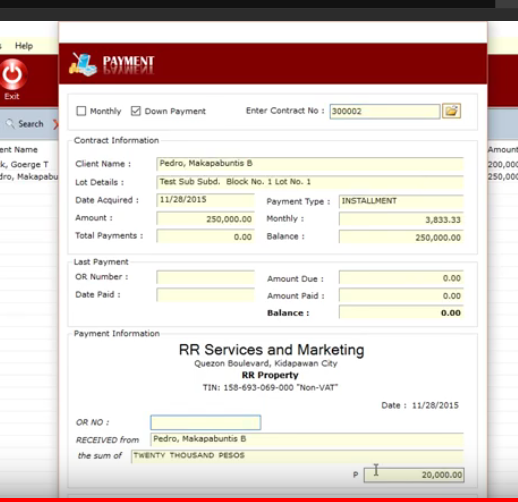 s Help
PAYMENT
Exit
Monthly Down Payment Enter Contract No : 300002
Search
Contract Information
ent Name Amount
Client Name : Pedro, Makapabuntis B
k, Goerge T 200,000
dro, Makapabu 250,000
Lot Details : Test Sub Subd. Block No. 1 Lot No. 1
Date Acquired : 11/28/2015 Payment Type : INSTALLMENT
Amount : 250,000.00 Monthly : 3,833.33
Total Payments : 0.00 Balance : 250,000.00
Last Payment
OR Number : Amount Due : 0.00
Date Paid : Amount Paid : 0.00
Balance : 0.00
Payment Information
RR Services and Marketing
Quezon Boulevard, Kidapawan City
RR Property
TIN: 158-693-069-000 "Non-VAT"
Date : 11/28/2015
OR NO :
RECEIVED from Pedro, Makapabuntis B
the sum of TWENTY THOUSAND PESOS
P 20,000.00